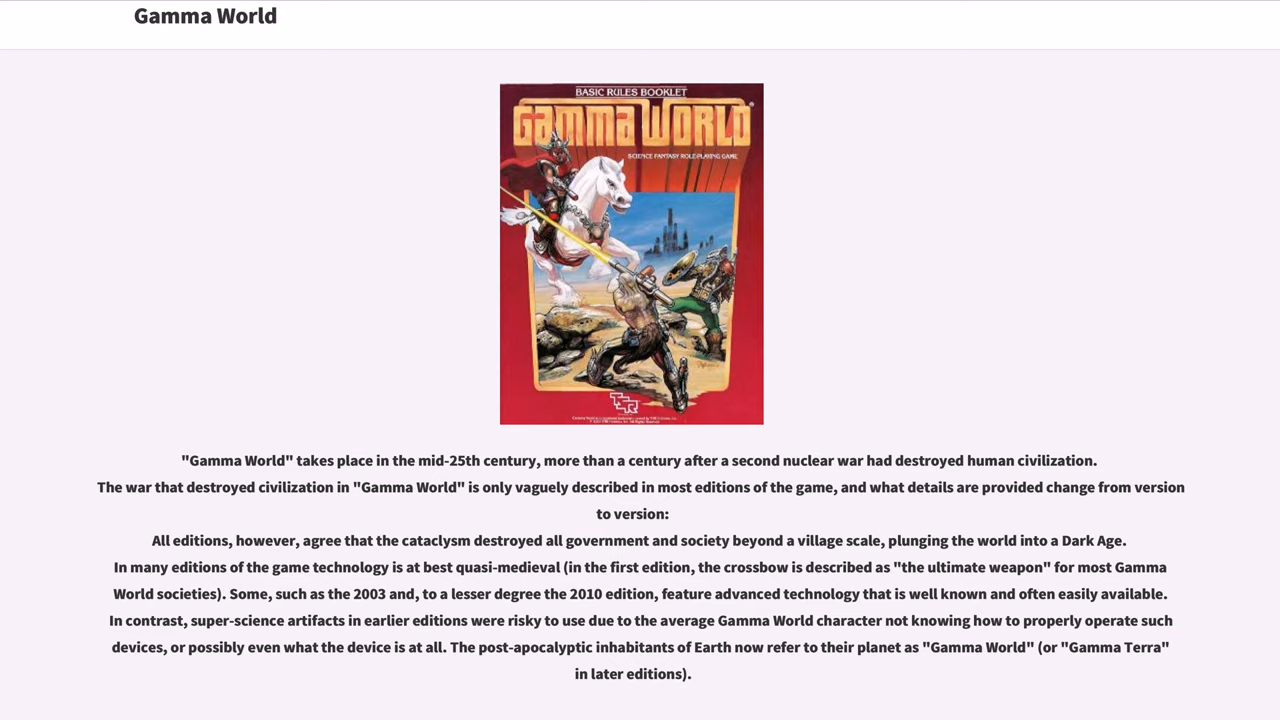 Gamma World
BASIC RULES BOOKLET
GAMMA WORLD®
SCIENCE FANTASY ROLE-PLAYING GAME
TSR
"Gamma World" takes place in the mid-25th century, more than a century after a second nuclear war had destroyed human civilization.
The war that destroyed civilization in "Gamma World" is only vaguely described in most editions of the game, and what details are provided change from version
to version:
All editions, however, agree that the cataclysm destroyed all government and society beyond a village scale, plunging the world into a Dark Age.
In many editions of the game technology is at best quasi-medieval (in the first edition, the crossbow is described as "the ultimate weapon" for most Gamma
World societies). Some, such as the 2003 and, to a lesser degree the 2010 edition, feature advanced technology that is well known and often easily available.
In contrast, super-science artifacts in earlier editions were risky to use due to the average Gamma World character not knowing how to properly operate such
devices, or possibly even what the device is at all. The post-apocalyptic inhabitants of Earth now refer to their planet as "Gamma World" (or "Gamma Terra"
in later editions).